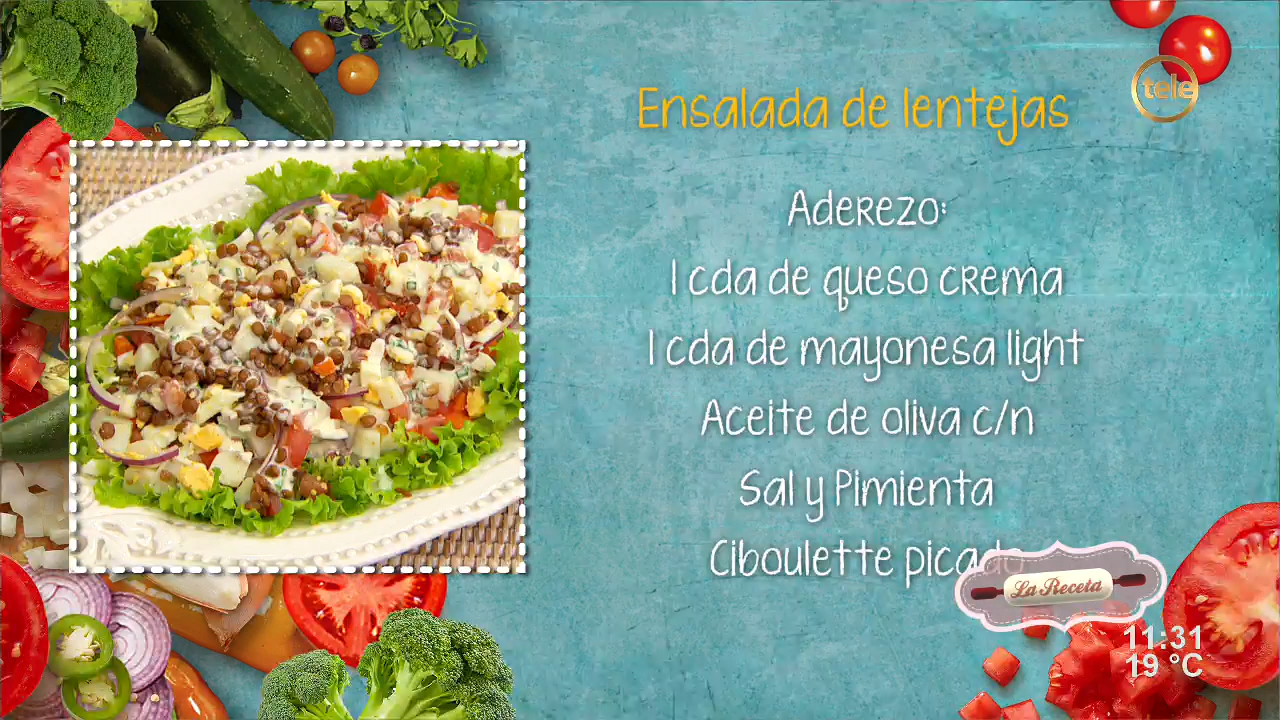 tele
Ensalada de lentejas
Aderezo:
1 cda de queso crema
1 cda de mayonesa light
Aceite de oliva c/n
Sal y Pimienta
Ciboulette picado
La Receta
11:31
19 °C